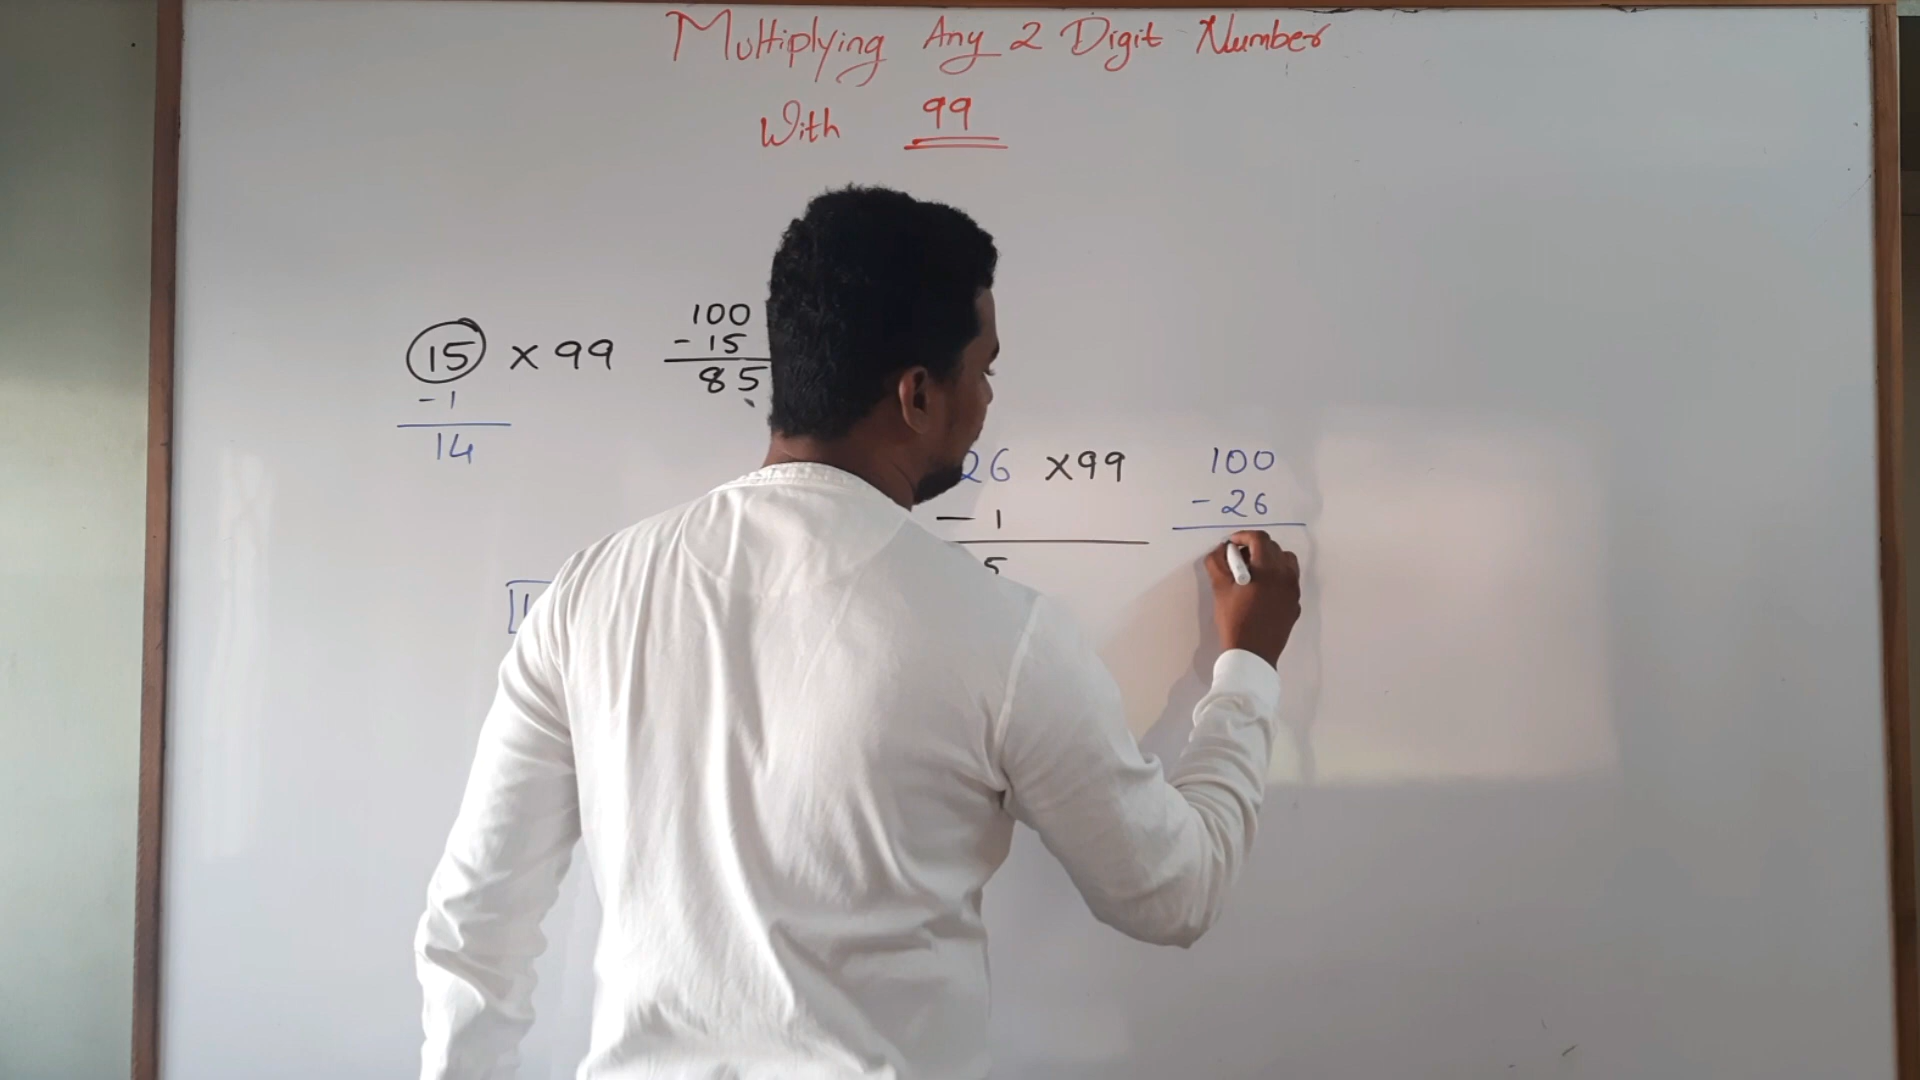 Multiplying Any 2 Digit Number
With 99
15 x 99
-1
14
100
-15
85
26 x99
-1
5
100
-26